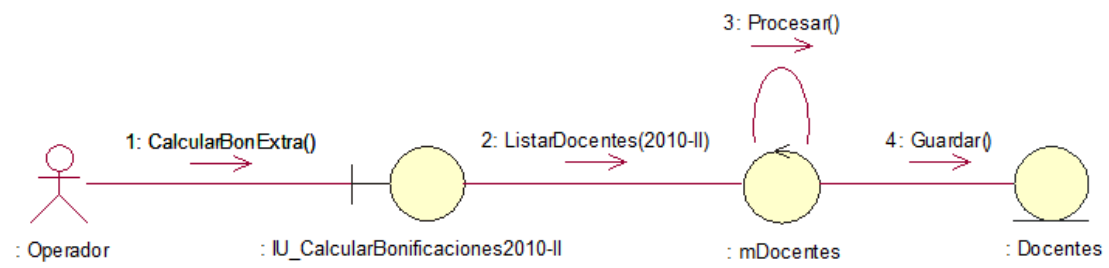 3: Procesar()
1: CalcularBonExtra()
2: ListarDocentes(2010-II)
4: Guardar()
: Operador
: IU_CalcularBonificaciones2010-II
: mDocentes
: Docentes